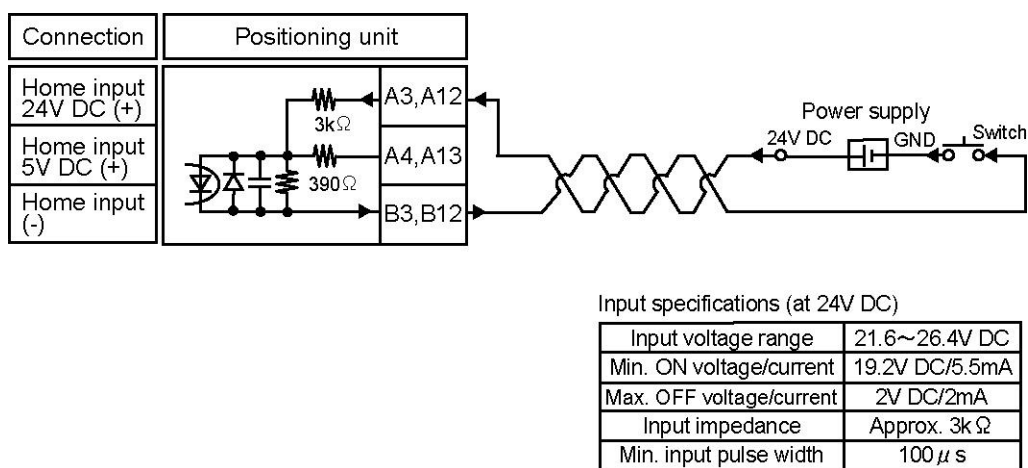 Connection
Positioning unit
Home input
24V DC (+)
Home input
5V DC (+)
Home input
(-)
3kΩ
390Ω
A3,A12
A4,A13
B3,B12
Power supply
24V DC
GND
Switch
Input specifications (at 24V DC)
Input voltage range 21.6～26.4V DC
Min. ON voltage/current 19.2V DC/5.5mA
Max. OFF voltage/current 2V DC/2mA
Input impedance Approx. 3kΩ
Min. input pulse width 100μs